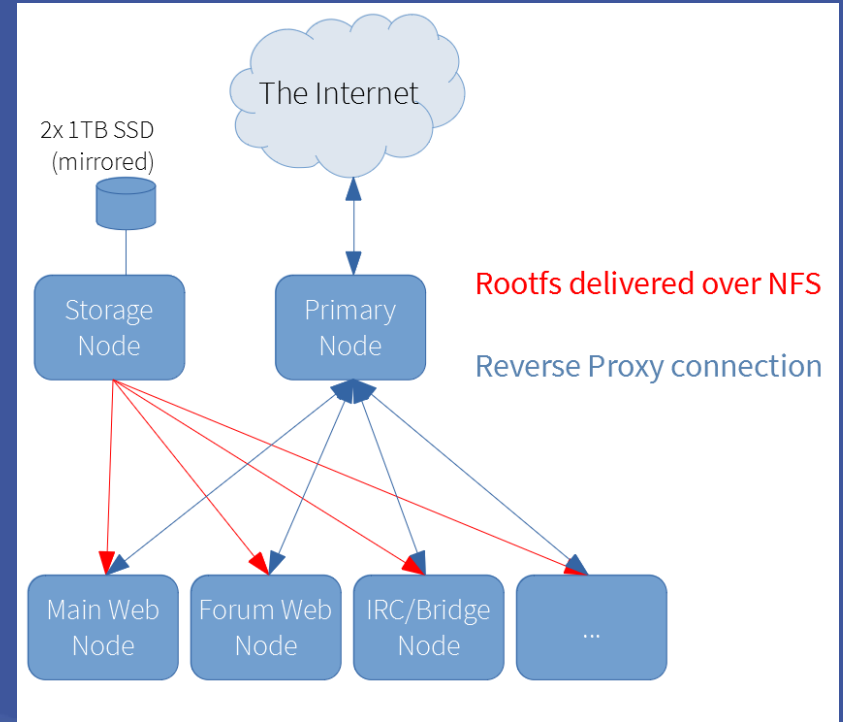 The Internet
2x 1TB SSD
(mirrored)
Storage
Node
Primary
Node
Rootfs delivered over NFS
Reverse Proxy connection
Main Web
Node
Forum Web
Node
IRC/Bridge
Node
...